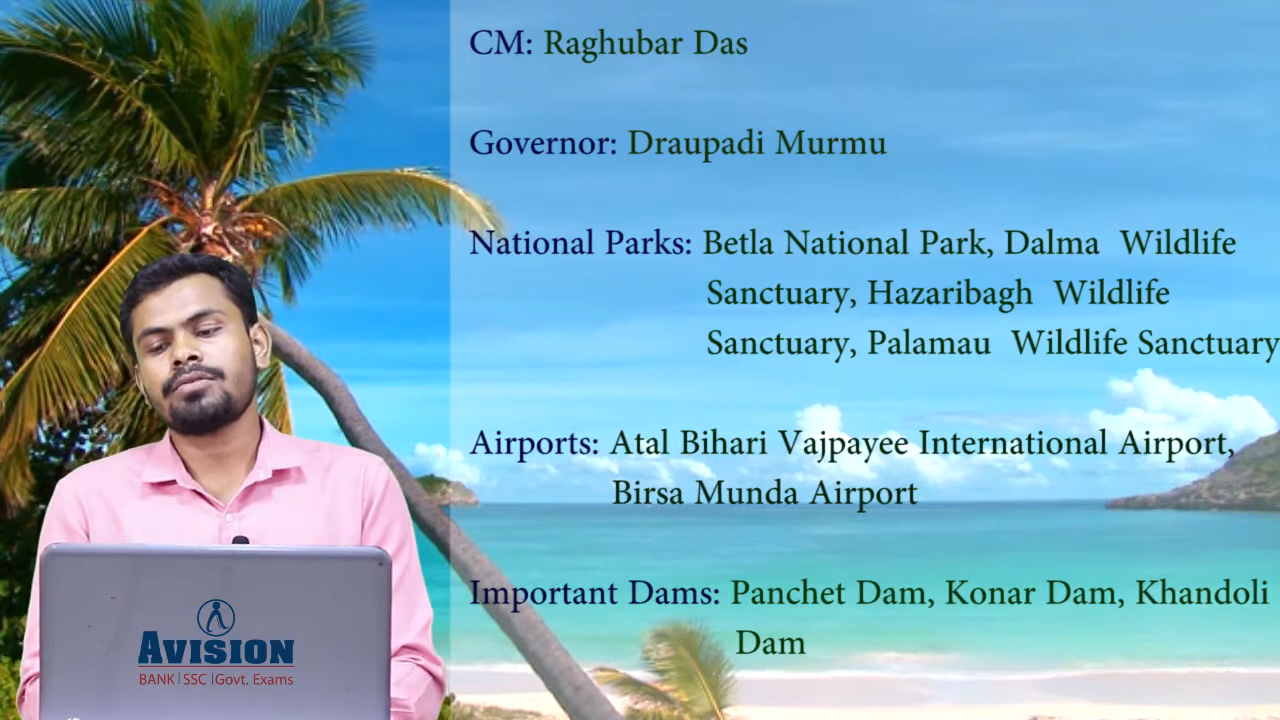 CM: Raghubar Das
Governor: Draupadi Murmu
National Parks: Betla National Park, Dalma Wildlife
Sanctuary, Hazaribagh Wildlife
Sanctuary, Palamau Wildlife Sanctuary
Airports: Atal Bihari Vajpayee International Airport,
Birsa Munda Airport
Important Dams: Panchet Dam, Konar Dam, Khandoli
Dam
AVISION
BANK | SSC | Govt. Exams